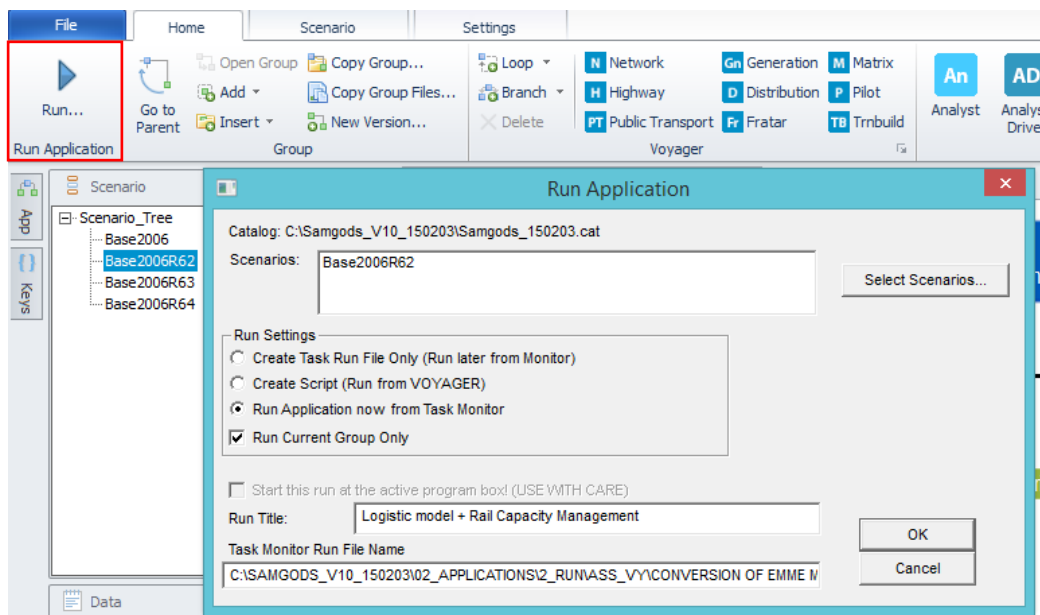 File Home Scenario Settings
Open Group Copy Group... Loop N Network Gn Generation M Matrix
Run... Go to Parent Add Copy Group Files... Branch H Highway D Distribution P Pilot An Analyst AD
Insert New Version... Delete PT Public Transport Fr Fratar TB Trnbuild
Run Application Group Voyager
App
Keys
Scenario
Scenario_Tree
Base2006
Base2006R62
Base2006R63
Base2006R64
Data
Run Application
Catalog: C:\Samgods_V10_150203\Samgods_150203.cat
Scenarios: Base2006R62
Select Scenarios...
Run Settings
Create Task Run File Only (Run later from Monitor)
Create Script (Run from VOYAGER)
Run Application now from Task Monitor
Run Current Group Only
Start this run at the active program box! (USE WITH CARE)
Run Title: Logistic model + Rail Capacity Management
OK
Task Monitor Run File Name
C:\SAMGODS_V10_150203\02_APPLICATIONS\2_RUN\ASS_VY\CONVERSION OF EMME M
Cancel